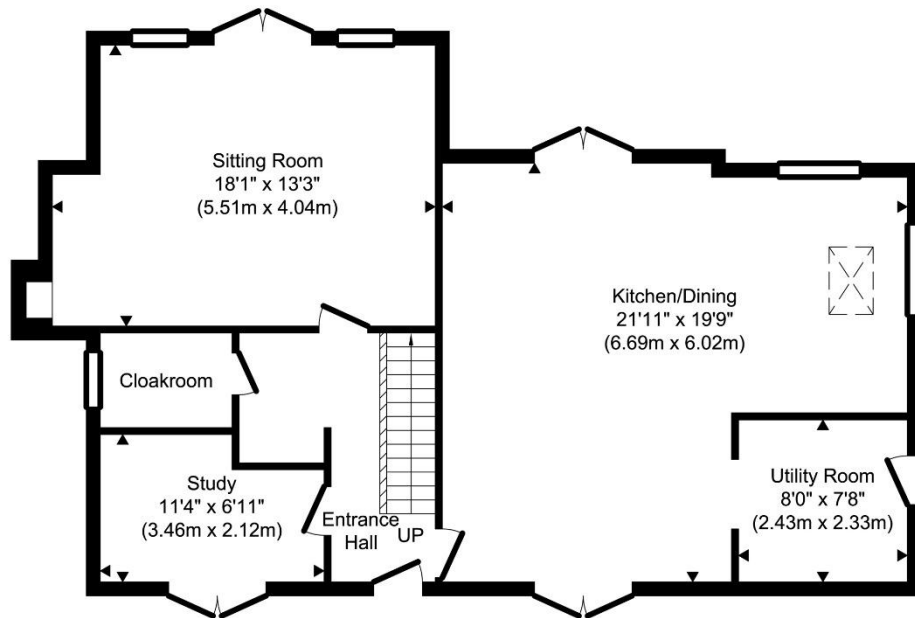 Sitting Room
18'1" x 13'3"
(5.51m x 4.04m)
Kitchen/Dining
21'11" x 19'9"
(6.69m x 6.02m)
Cloakroom
Study
11'4" x 6'11"
(3.46m x 2.12m)
Entrance
Hall
UP
Utility Room
8'0" x 7'8"
(2.43m x 2.33m)